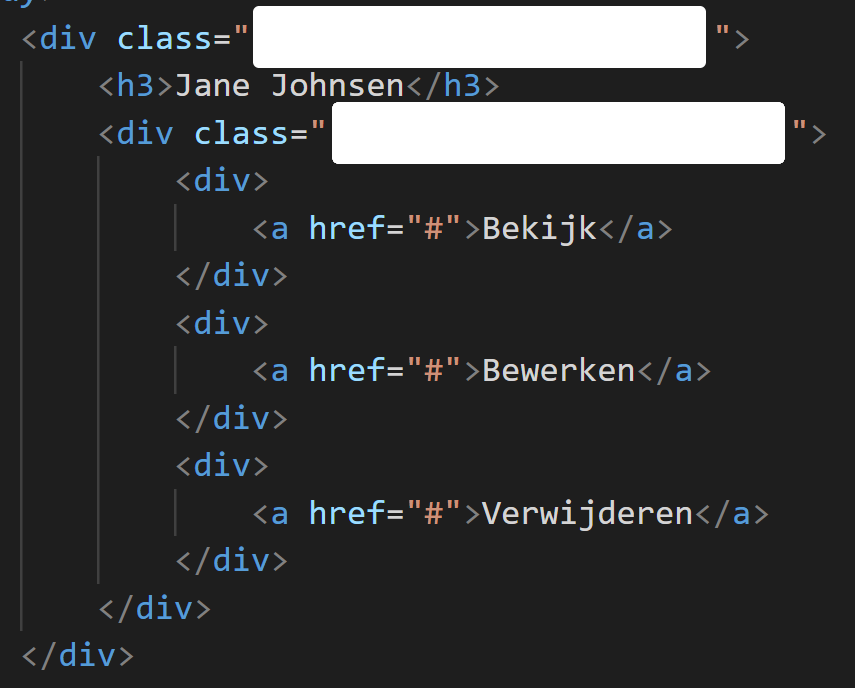 <div class=" ">
<h3>Jane Johnsen</h3>
<div class=" ">
<div>
<a href="#">Bekijk</a>
</div>
<div>
<a href="#">Bewerken</a>
</div>
<div>
<a href="#">Verwijderen</a>
</div>
</div>
</div>